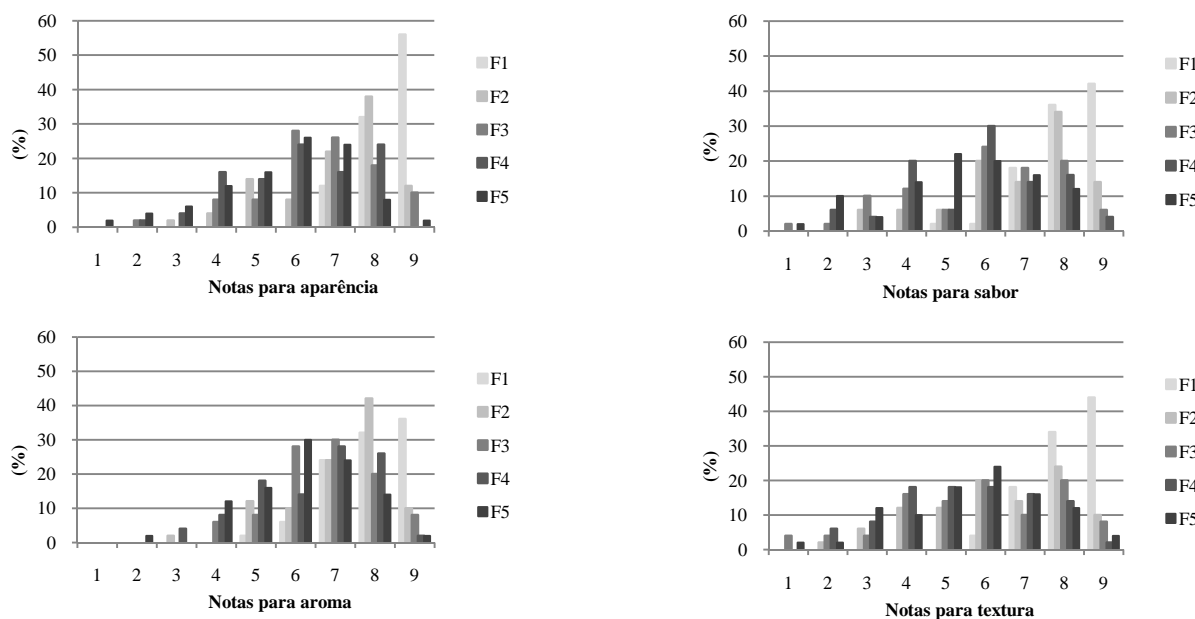 60
50
40
30
20
10
0
(%)
1 2 3 4 5 6 7 8 9
Notas para aparência
F1
F2
F3
F4
F5
60
50
40
30
20
10
0
(%)
1 2 3 4 5 6 7 8 9
Notas para sabor
F1
F2
F3
F4
F5
60
50
40
30
20
10
0
(%)
1 2 3 4 5 6 7 8 9
Notas para aroma
F1
F2
F3
F4
F5
60
50
40
30
20
10
0
(%)
1 2 3 4 5 6 7 8 9
Notas para textura
F1
F2
F3
F4
F5